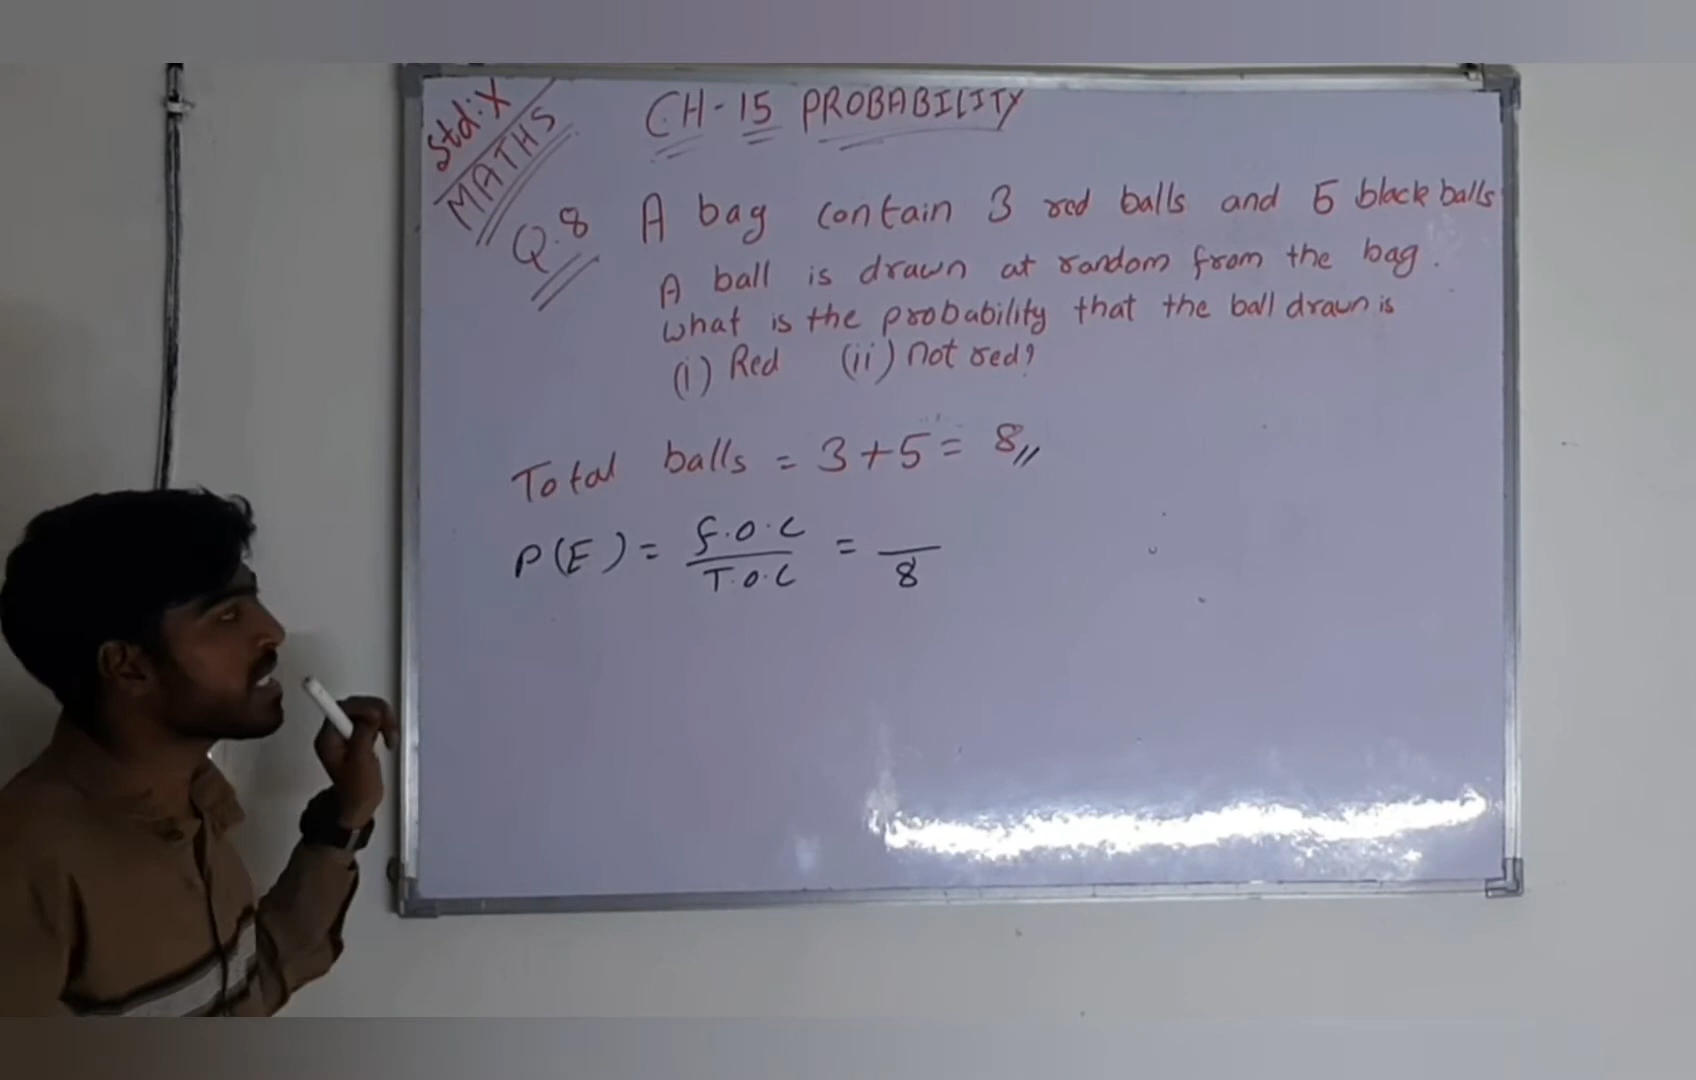 Std: X
MATHS
CH-15 PROBABILITY
Q.8 A bag contain 3 red balls and 5 black balls
A ball is drawn at random from the bag.
what is the probability that the ball drawn is
(i) Red (ii) not red?
Total balls = 3+5 = 8
P(E) = f.o.c / T.o.c = / 8